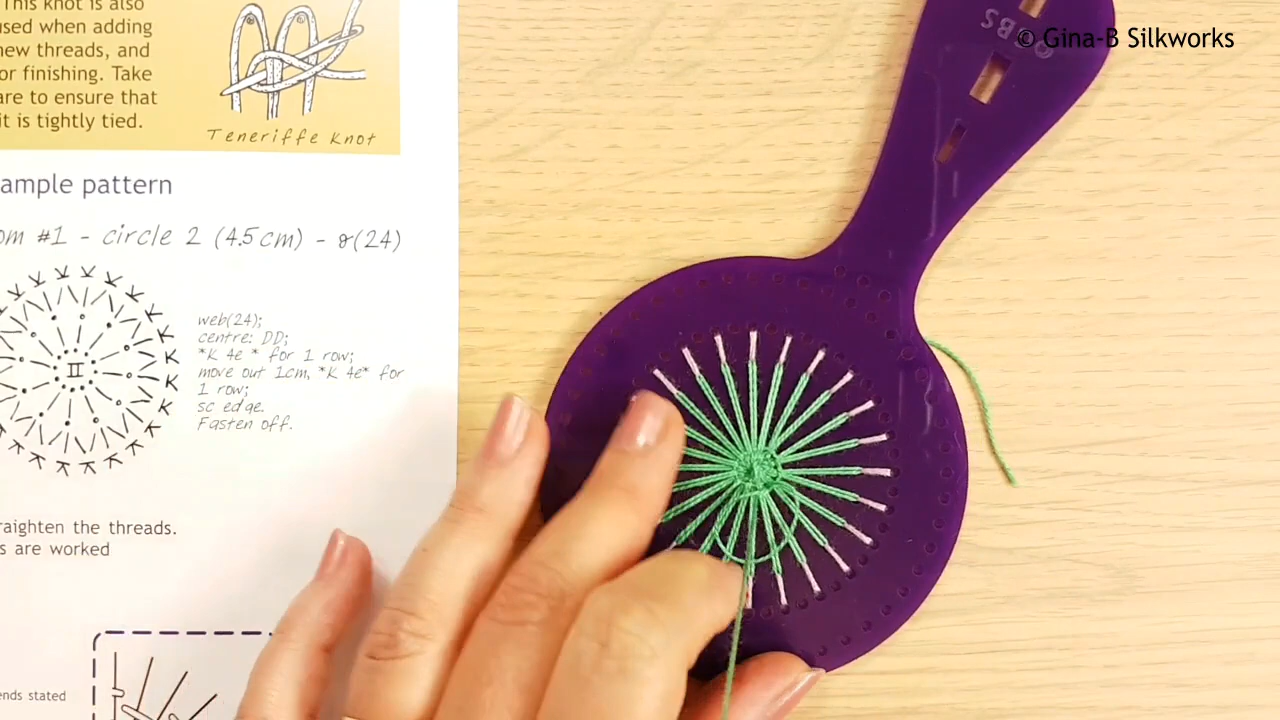 This knot is also
used when adding
new threads, and
or finishing. Take
are to ensure that
it is tightly tied.
Teneriffe knot
ample pattern
om #1 - circle 2 (4.5cm) - 8(24)
II
web(24);
centre: DD;
*K 4e * for 1 row;
move out 1cm, *K 4e* for
1 row;
sc edge.
Fasten off.
raighten the threads.
s are worked
ends stated
© Gina-B Silkworks